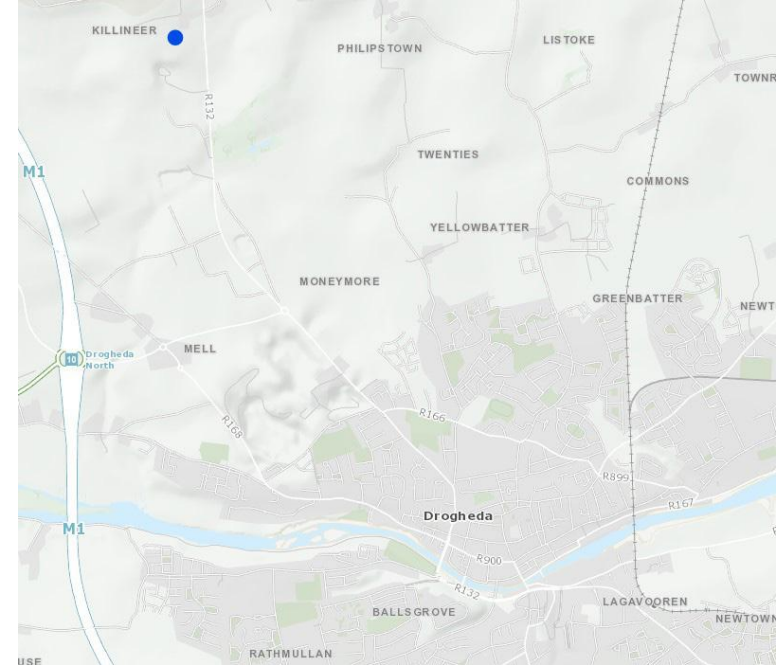 KILLINEER
PHILIPSTOWN
LISTOKE
TOWNR
R132
M1
TWENTIES
COMMONS
YELLOWBATTER
MONEYMORE
GREENBATTER
NEWT
10
Drogheda
North
MELL
R166
R168
R899
R167
Drogheda
M1
R900
R132
BALLSGROVE
LAGAVOOREN
NEWTOWN
RATHMULLAN
USE